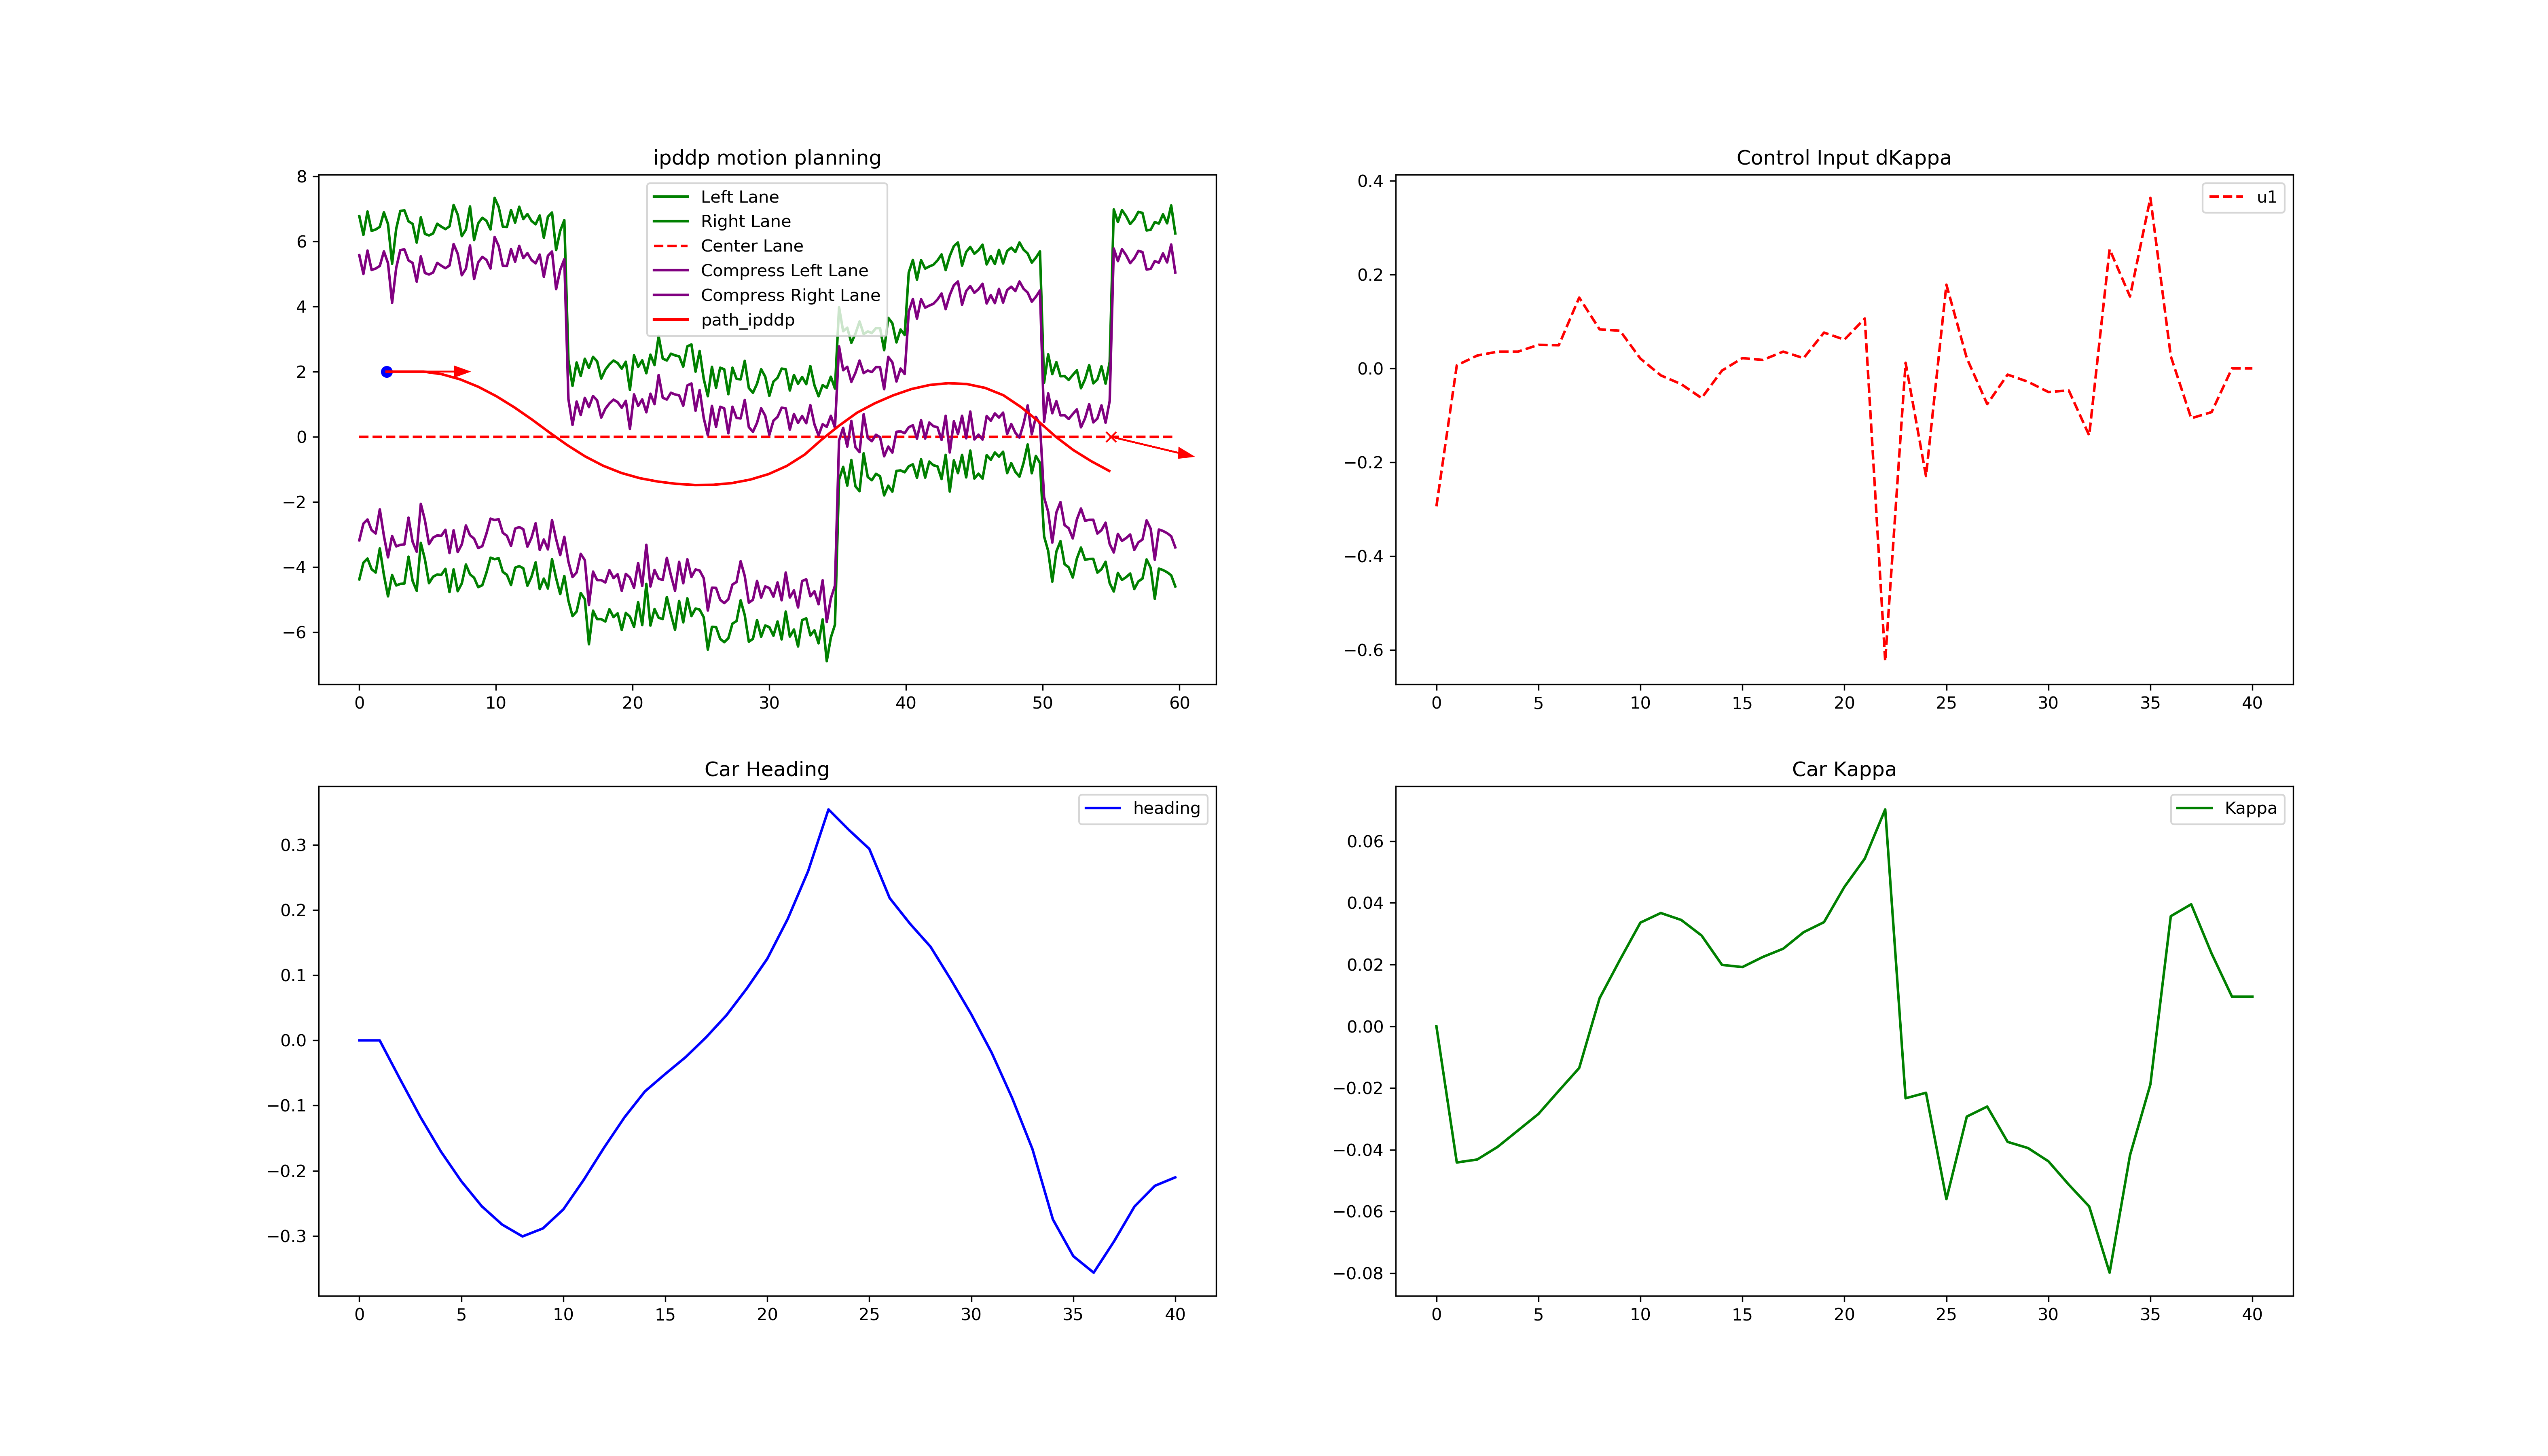 ipddp motion planning
8
6
4
2
0
−2
−4
−6
0 10 20 30 40 50 60
Left Lane
Right Lane
Center Lane
Compress Left Lane
Compress Right Lane
path_ipddp
Control Input dKappa
0.4
0.2
0.0
−0.2
−0.4
−0.6
0 5 10 15 20 25 30 35 40
u1
Car Heading
0.3
0.2
0.1
0.0
−0.1
−0.2
−0.3
0 5 10 15 20 25 30 35 40
heading
Car Kappa
0.06
0.04
0.02
0.00
−0.02
−0.04
−0.06
−0.08
0 5 10 15 20 25 30 35 40
Kappa